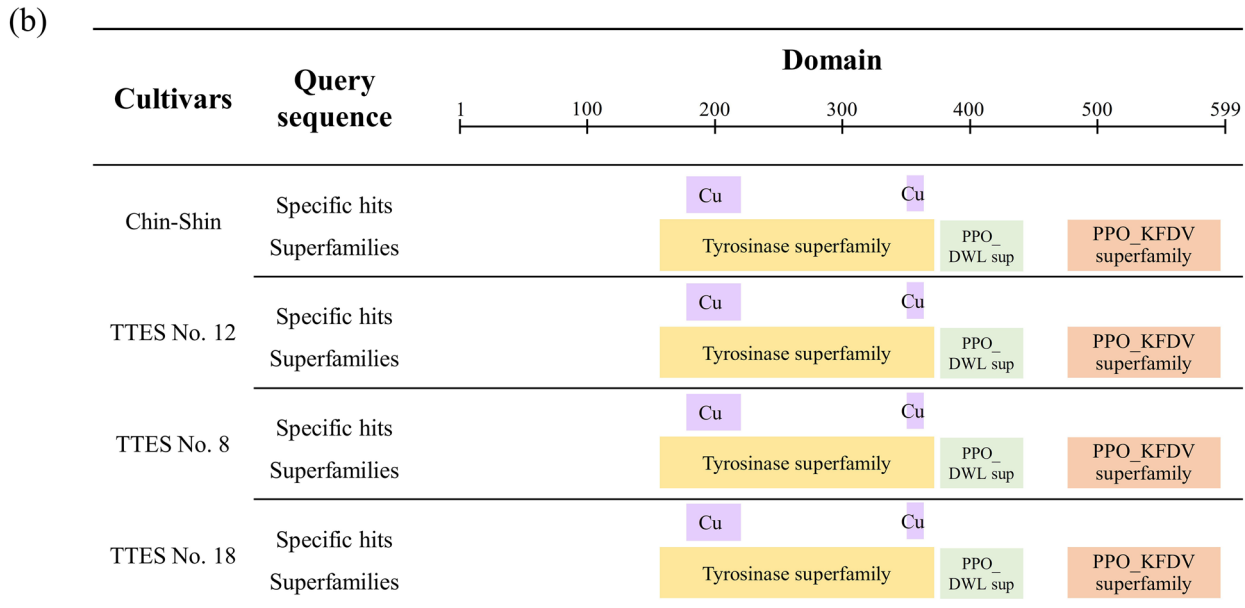 (b)
Cultivars
Query
sequence
Domain
1 100 200 300 400 500 599
Chin-Shin
Specific hits
Superfamilies
Cu Cu
Tyrosinase superfamily
PPO_
DWL sup
PPO_KFDV
superfamily
TTES No. 12
Specific hits
Superfamilies
Cu Cu
Tyrosinase superfamily
PPO_
DWL sup
PPO_KFDV
superfamily
TTES No. 8
Specific hits
Superfamilies
Cu Cu
Tyrosinase superfamily
PPO_
DWL sup
PPO_KFDV
superfamily
TTES No. 18
Specific hits
Superfamilies
Cu Cu
Tyrosinase superfamily
PPO_
DWL sup
PPO_KFDV
superfamily